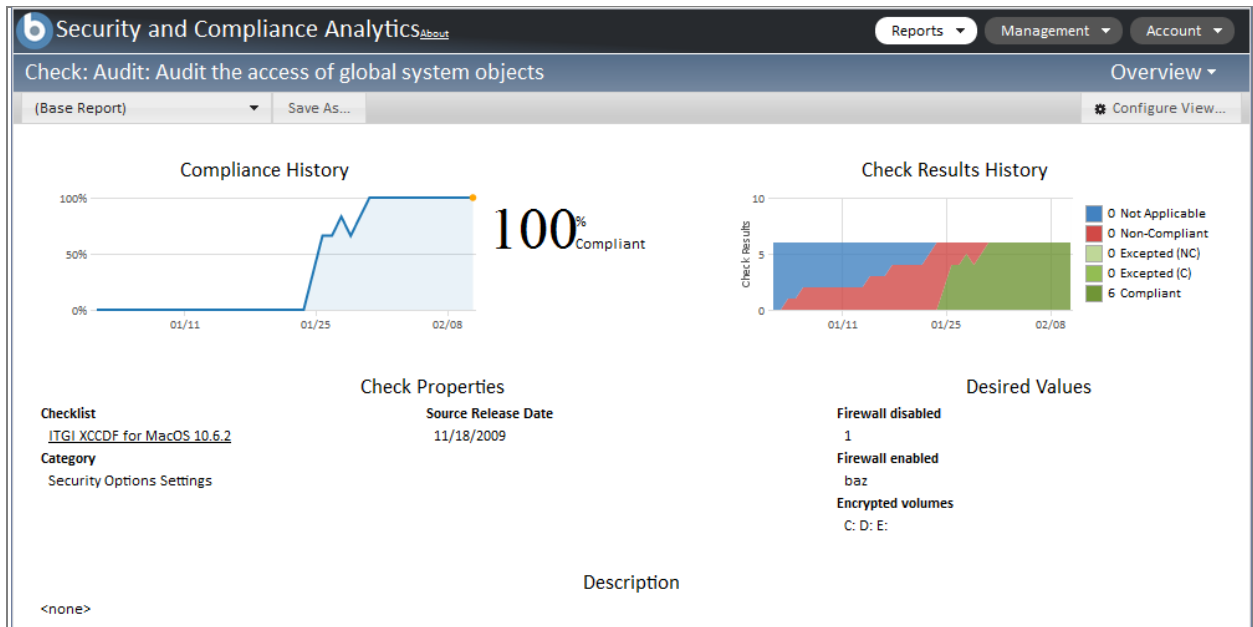 b Security and Compliance Analytics About
Reports Management Account
Check: Audit: Audit the access of global system objects
Overview
(Base Report) Save As... Configure View...
Compliance History
100%
50%
0%
01/11 01/25 02/08
100% Compliant
Check Results History
Check Results
10
5
0
01/11 01/25 02/08
0 Not Applicable
0 Non-Compliant
0 Excepted (NC)
0 Excepted (C)
6 Compliant
Check Properties
Checklist
ITGI XCCDF for MacOS 10.6.2
Category
Security Options Settings
Source Release Date
11/18/2009
Desired Values
Firewall disabled
1
Firewall enabled
baz
Encrypted volumes
C: D: E:
Description
<none>